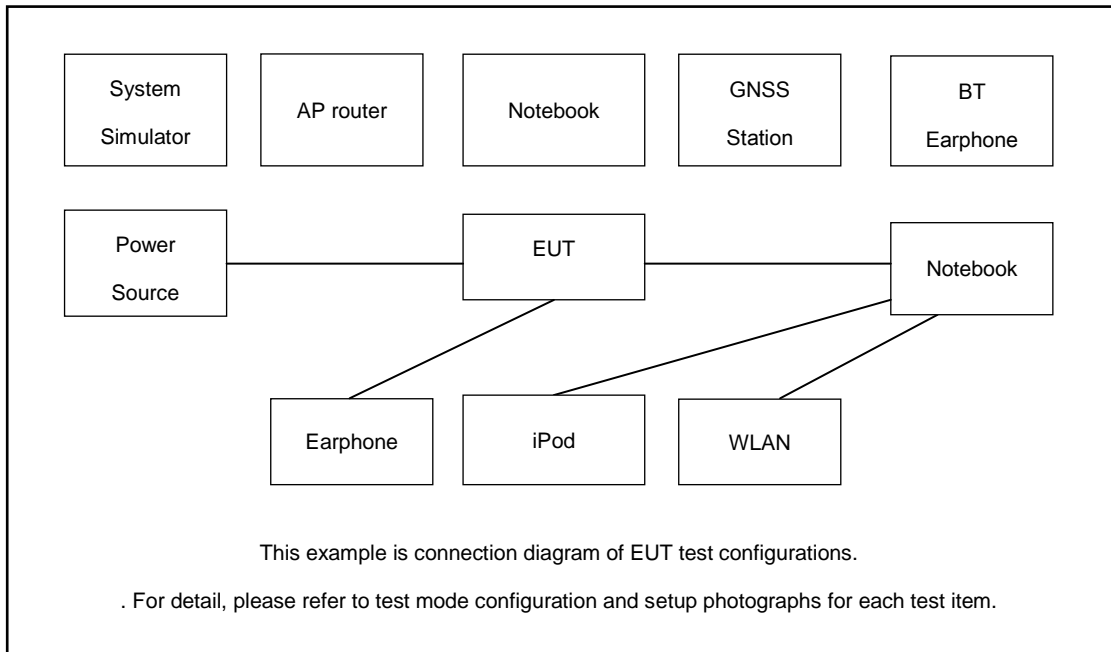 System
Simulator
AP router
Notebook
GNSS
Station
BT
Earphone
Power
Source
EUT
Notebook
Earphone
iPod
WLAN
This example is connection diagram of EUT test configurations.
. For detail, please refer to test mode configuration and setup photographs for each test item.